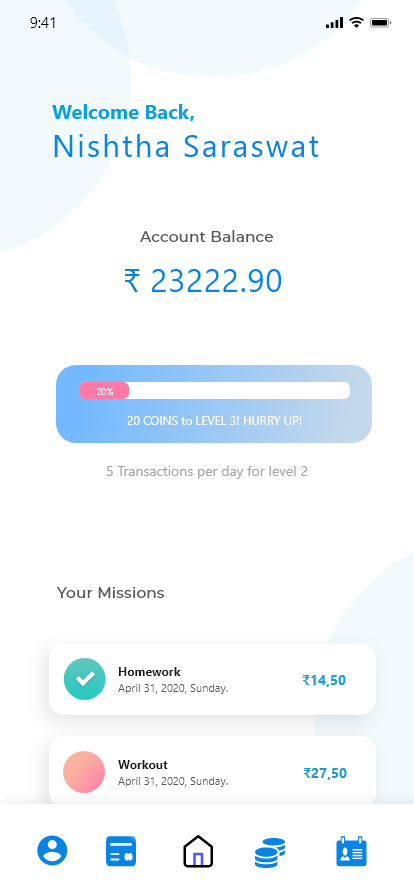 9:41
Welcome Back,
Nishtha Saraswat
Account Balance
₹ 23222.90
20%
20 COINS to LEVEL 3! HURRY UP!
5 Transactions per day for level 2
Your Missions
Homework
April 31, 2020, Sunday.
₹14,50
Workout
April 31, 2020, Sunday.
₹27,50